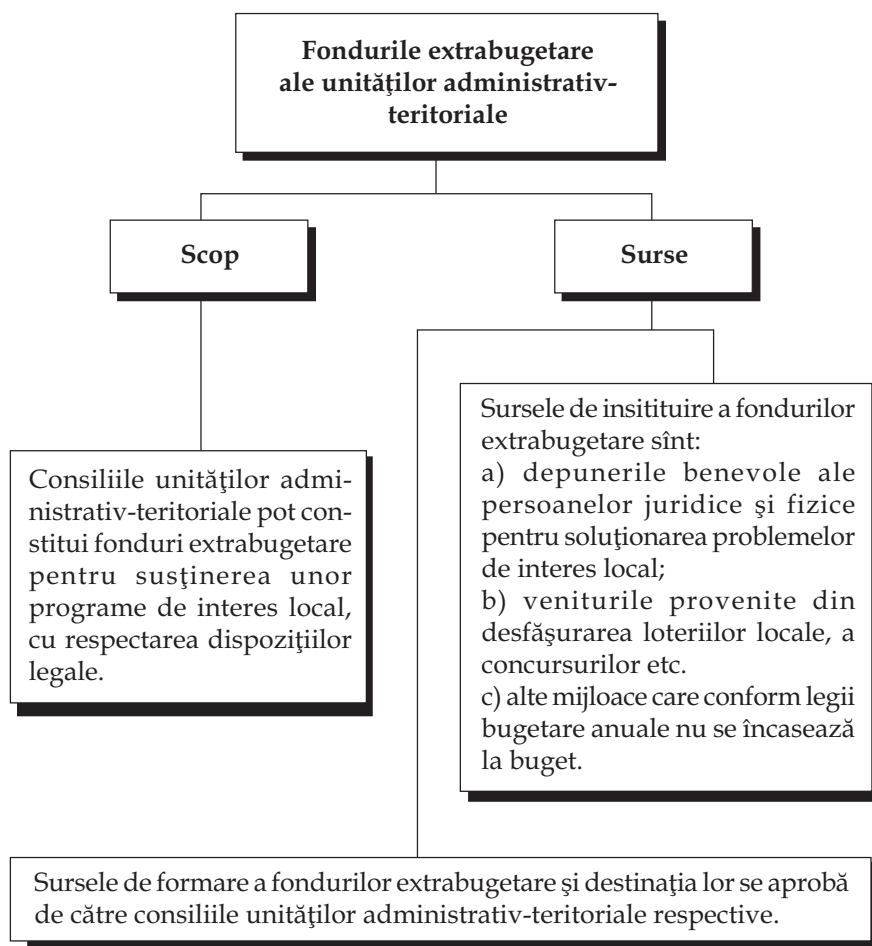 Fondurile extrabugetare
ale unităţilor administrativ-
teritoriale
Scop
Surse
Consiliile unităţilor admi-
nistrativ-teritoriale pot con-
stitui fonduri extrabugetare
pentru susţinerea unor
programe de interes local,
cu respectarea dispoziţiilor
legale.
Sursele de insitituire a fondurilor
extrabugetare sînt:
a) depunerile benevole ale
persoanelor juridice şi fizice
pentru soluţionarea problemelor
de interes local;
b) veniturile provenite din
desfăşurarea loteriilor locale, a
concursurilor etc.
c) alte mijloace care conform legii
bugetare anuale nu se încasează
la buget.
Sursele de formare a fondurilor extrabugetare şi destinaţia lor se aprobă
de către consiliile unităţilor administrativ-teritoriale respective.